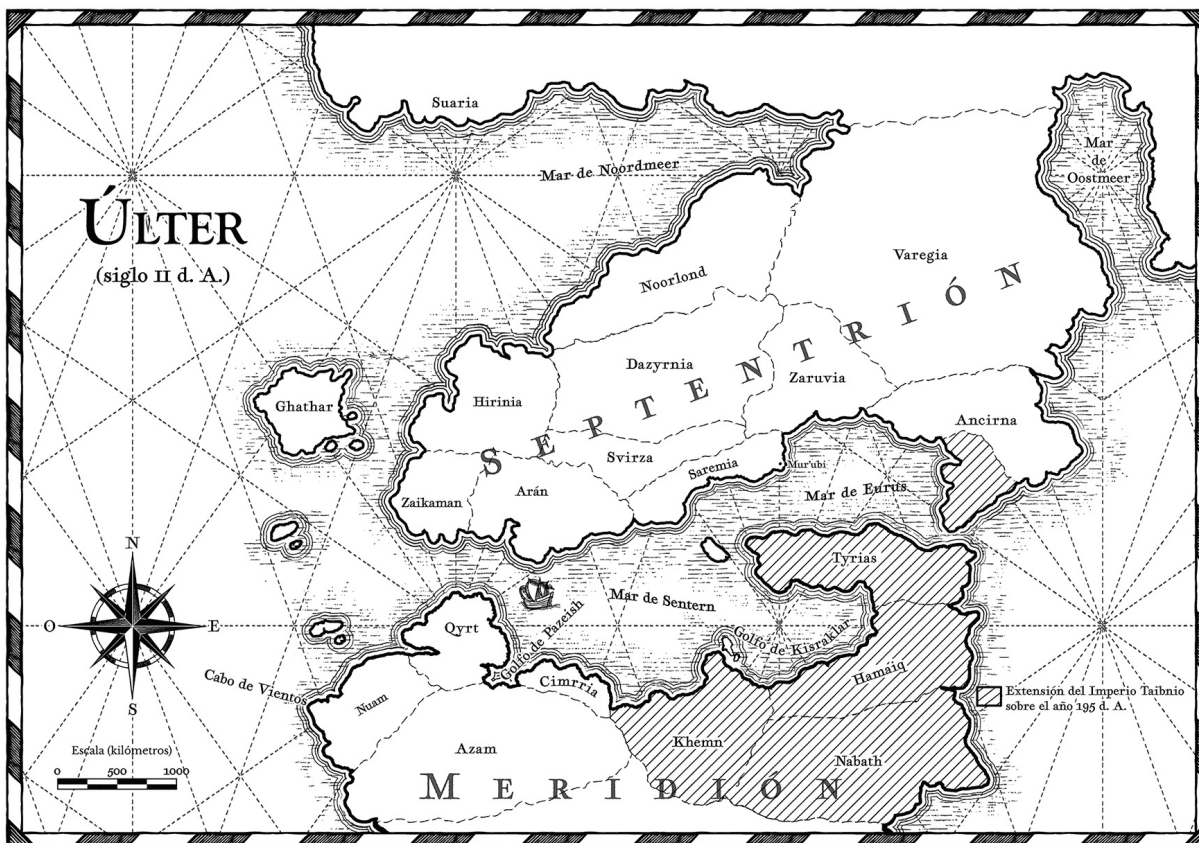 Suaria
Mar de Noordmeer
Mar
de
Oostmeer
ÚLTER
(siglo II d. A.)
Varegia
Noorlond
SEPTENTRIÓN
Dazyrnia
Zaruvia
Ghathar
Hirinia
Ancirna
Svirza
Saremia
Mur'ubi
Zaikaman
Arán
Mar de Eurus
Tyrias
N
O
E
S
Mar de Sentern
Qyrt
Golfo de Pazeish
Golfo de Kisraklar
Cabo de Vientos
Nuam
Cimrria
Hamaiq
Extensión del Imperio Taibnio
sobre el año 195 d. A.
Escala (kilómetros)
0 500 1000
Azam
Khemn
Nabath
MERIDIÓN